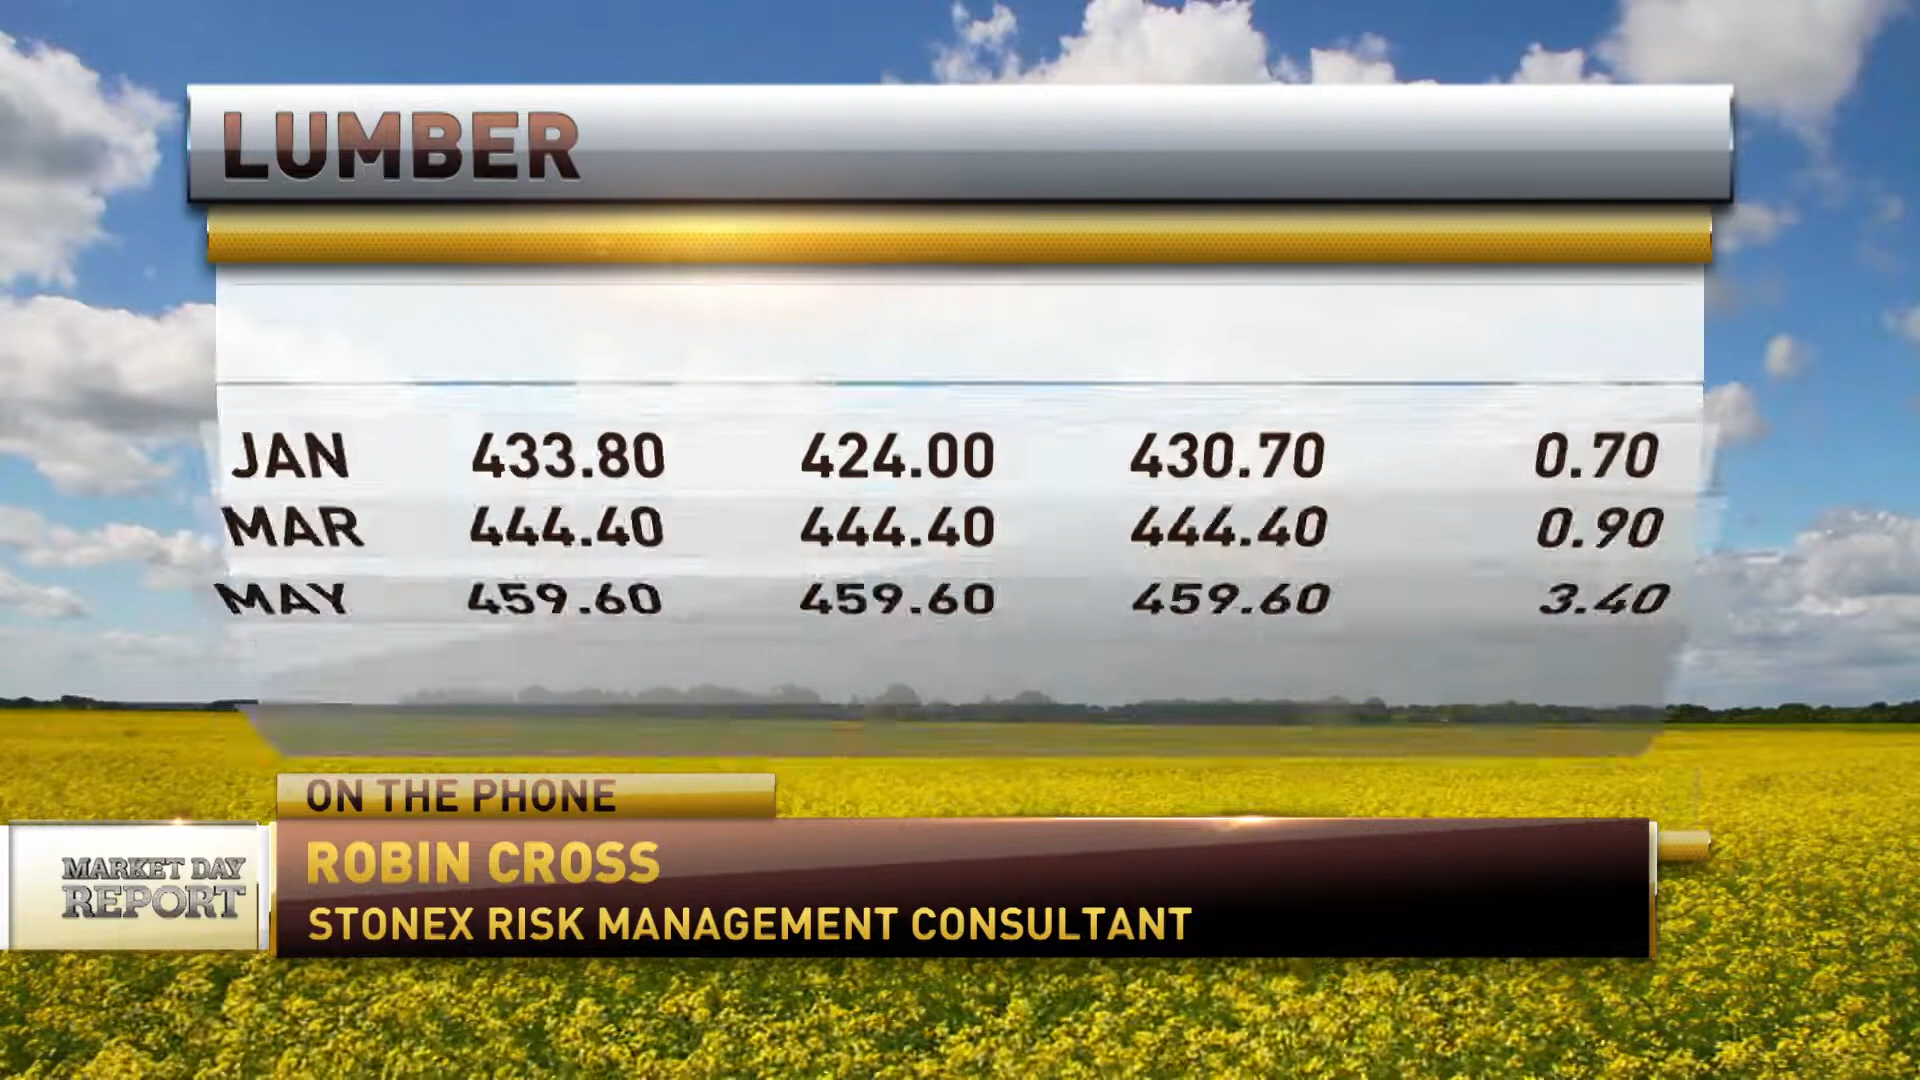 LUMBER
JAN 433.80 424.00 430.70 0.70
MAR 444.40 444.40 444.40 0.90
MAY 459.60 459.60 459.60 3.40
ON THE PHONE
ROBIN CROSS
STONEX RISK MANAGEMENT CONSULTANT
MARKET DAY
REPORT